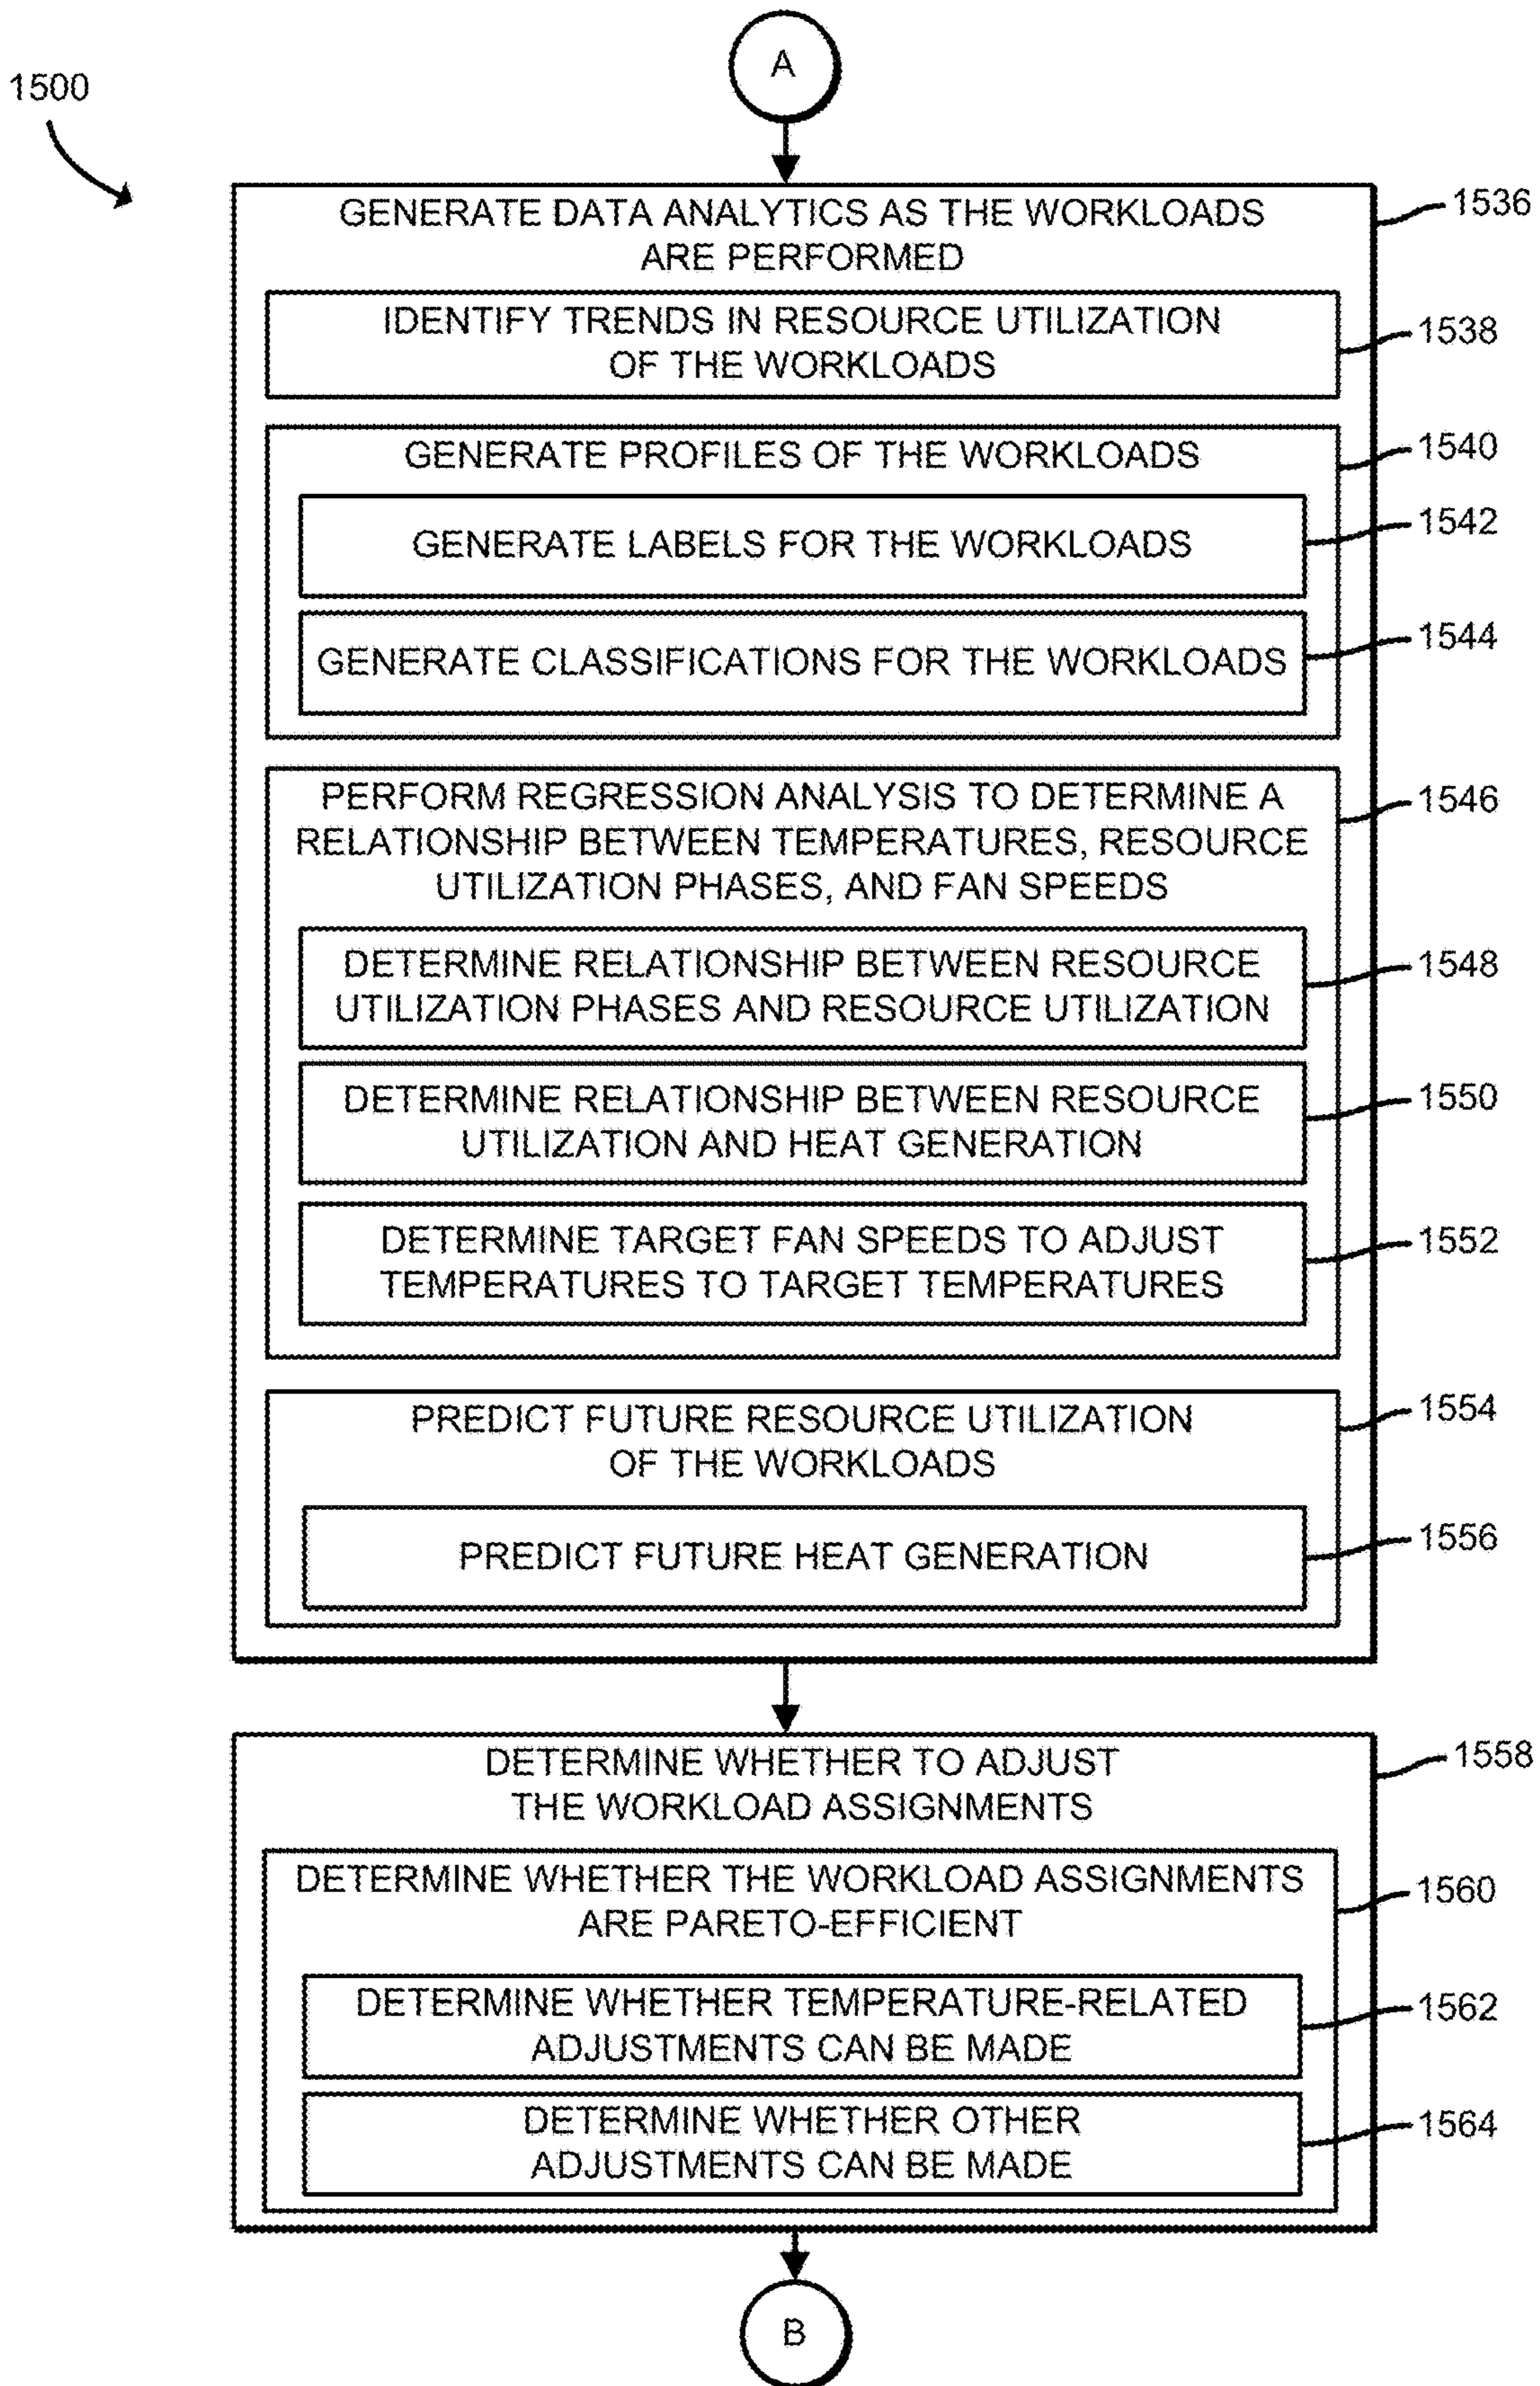 A
1500
GENERATE DATA ANALYTICS AS THE WORKLOADS
ARE PERFORMED
1536
IDENTIFY TRENDS IN RESOURCE UTILIZATION
OF THE WORKLOADS
1538
GENERATE PROFILES OF THE WORKLOADS
1540
GENERATE LABELS FOR THE WORKLOADS
1542
GENERATE CLASSIFICATIONS FOR THE WORKLOADS
1544
PERFORM REGRESSION ANALYSIS TO DETERMINE A
RELATIONSHIP BETWEEN TEMPERATURES, RESOURCE
UTILIZATION PHASES, AND FAN SPEEDS
1546
DETERMINE RELATIONSHIP BETWEEN RESOURCE
UTILIZATION PHASES AND RESOURCE UTILIZATION
1548
DETERMINE RELATIONSHIP BETWEEN RESOURCE
UTILIZATION AND HEAT GENERATION
1550
DETERMINE TARGET FAN SPEEDS TO ADJUST
TEMPERATURES TO TARGET TEMPERATURES
1552
PREDICT FUTURE RESOURCE UTILIZATION
OF THE WORKLOADS
1554
PREDICT FUTURE HEAT GENERATION
1556
DETERMINE WHETHER TO ADJUST
THE WORKLOAD ASSIGNMENTS
1558
DETERMINE WHETHER THE WORKLOAD ASSIGNMENTS
ARE PARETO-EFFICIENT
1560
DETERMINE WHETHER TEMPERATURE-RELATED
ADJUSTMENTS CAN BE MADE
1562
DETERMINE WHETHER OTHER
ADJUSTMENTS CAN BE MADE
1564
B